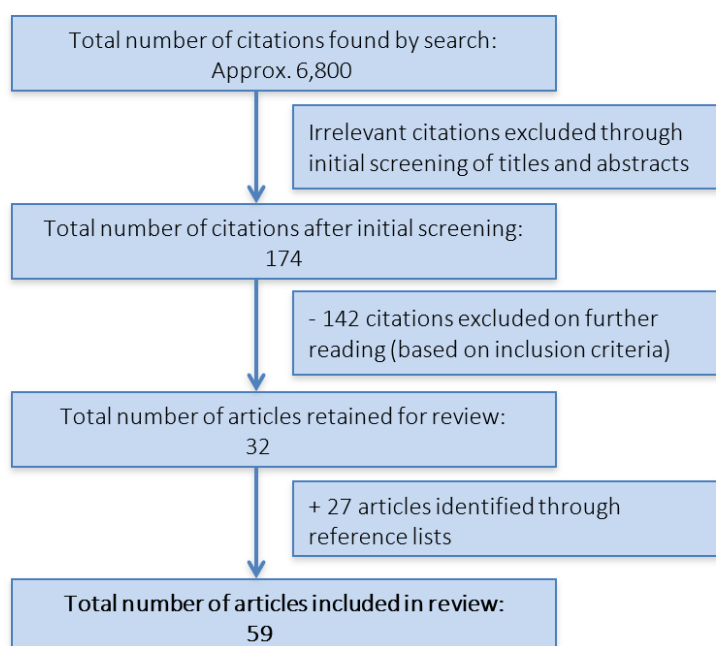 Total number of citations found by search:
Approx. 6,800
Irrelevant citations excluded through
initial screening of titles and abstracts
Total number of citations after initial screening:
174
- 142 citations excluded on further
reading (based on inclusion criteria)
Total number of articles retained for review:
32
+ 27 articles identified through
reference lists
Total number of articles included in review:
59